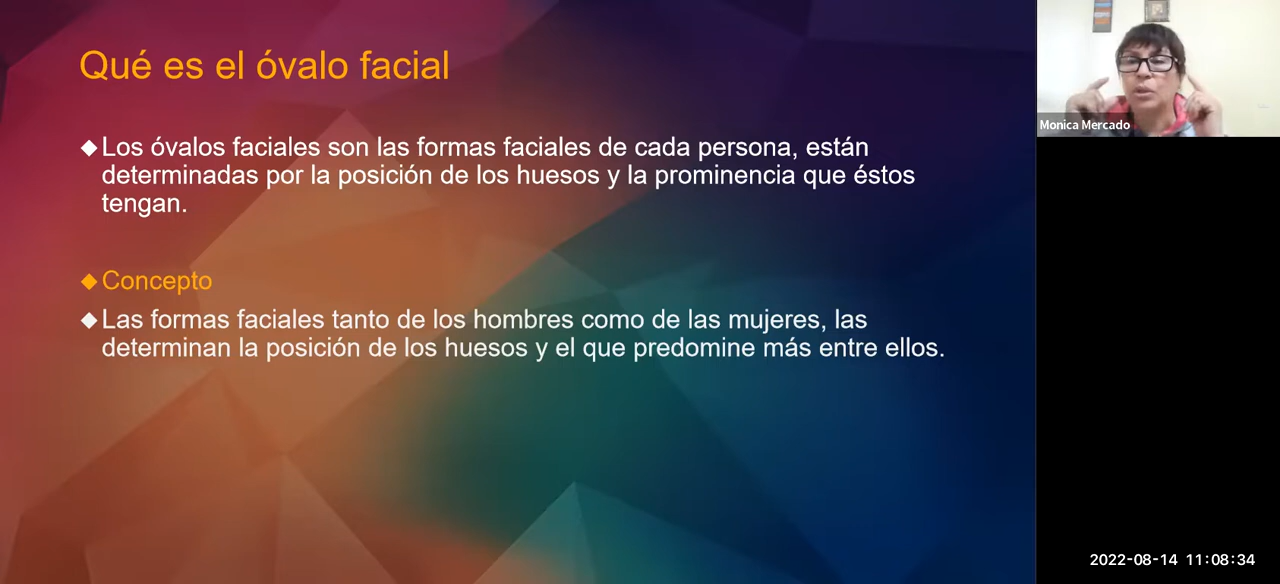 Qué es el óvalo facial
◆Los óvalos faciales son las formas faciales de cada persona, están
determinadas por la posición de los huesos y la prominencia que éstos
tengan.
◆Concepto
◆Las formas faciales tanto de los hombres como de las mujeres, las
determinan la posición de los huesos y el que predomine más entre ellos.
Monica Mercado
2022-08-14 11:08:34